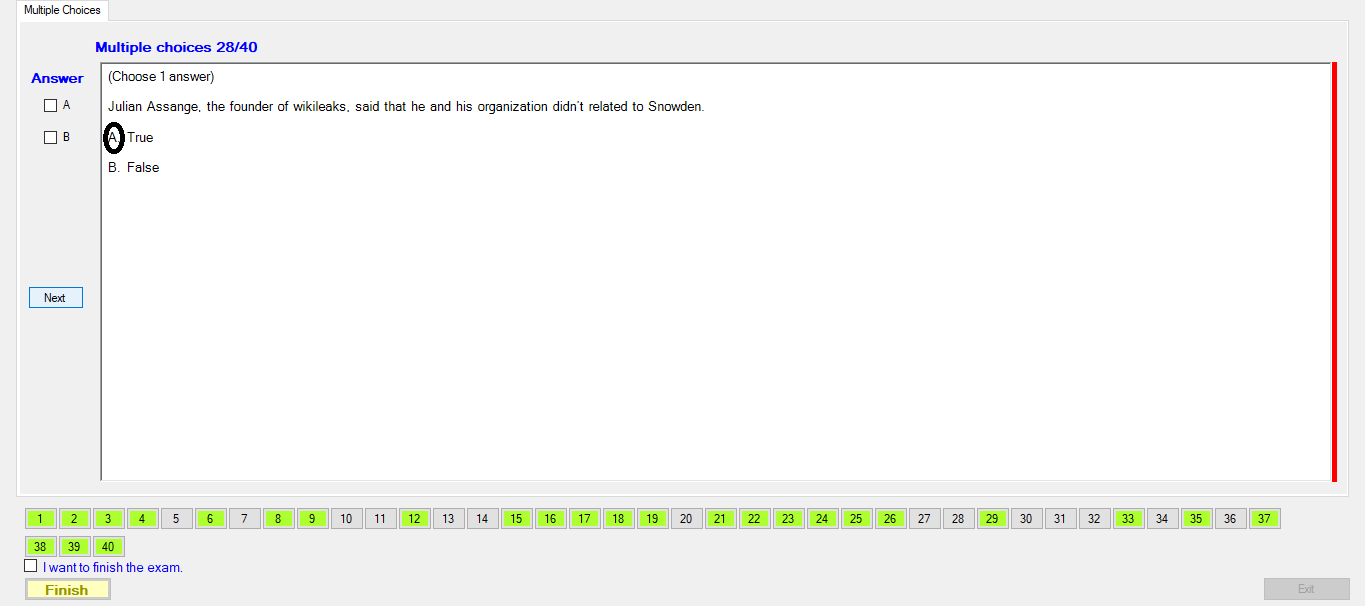 Multiple Choices
Multiple choices 28/40
Answer
A
B
(Choose 1 answer)
Julian Assange, the founder of wikileaks, said that he and his organization didn't related to Snowden.
A. True
B. False
Next
1 2 3 4 5 6 7 8 9 10 11 12 13 14 15 16 17 18 19 20 21 22 23 24 25 26 27 28 29 30 31 32 33 34 35 36 37
38 39 40
I want to finish the exam.
Finish
Exit